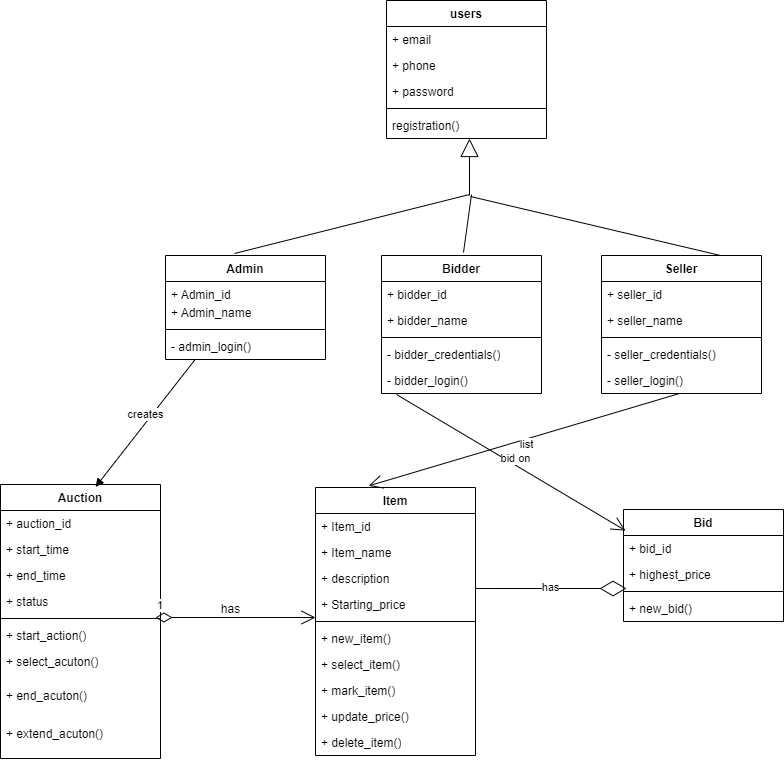 users
+ email
+ phone
+ password
registration()
Admin
+ Admin_id
+ Admin_name
- admin_login()
Bidder
+ bidder_id
+ bidder_name
- bidder_credentials()
- bidder_login()
Seller
+ seller_id
+ seller_name
- seller_credentials()
- seller_login()
creates
list
bid on
Auction
+ auction_id
+ start_time
+ end_time
+ status
+ start_action()
+ select_acuton()
+ end_acuton()
+ extend_acuton()
1
has
Item
+ Item_id
+ Item_name
+ description
+ Starting_price
+ new_item()
+ select_item()
+ mark_item()
+ update_price()
+ delete_item()
has
Bid
+ bid_id
+ highest_price
+ new_bid()